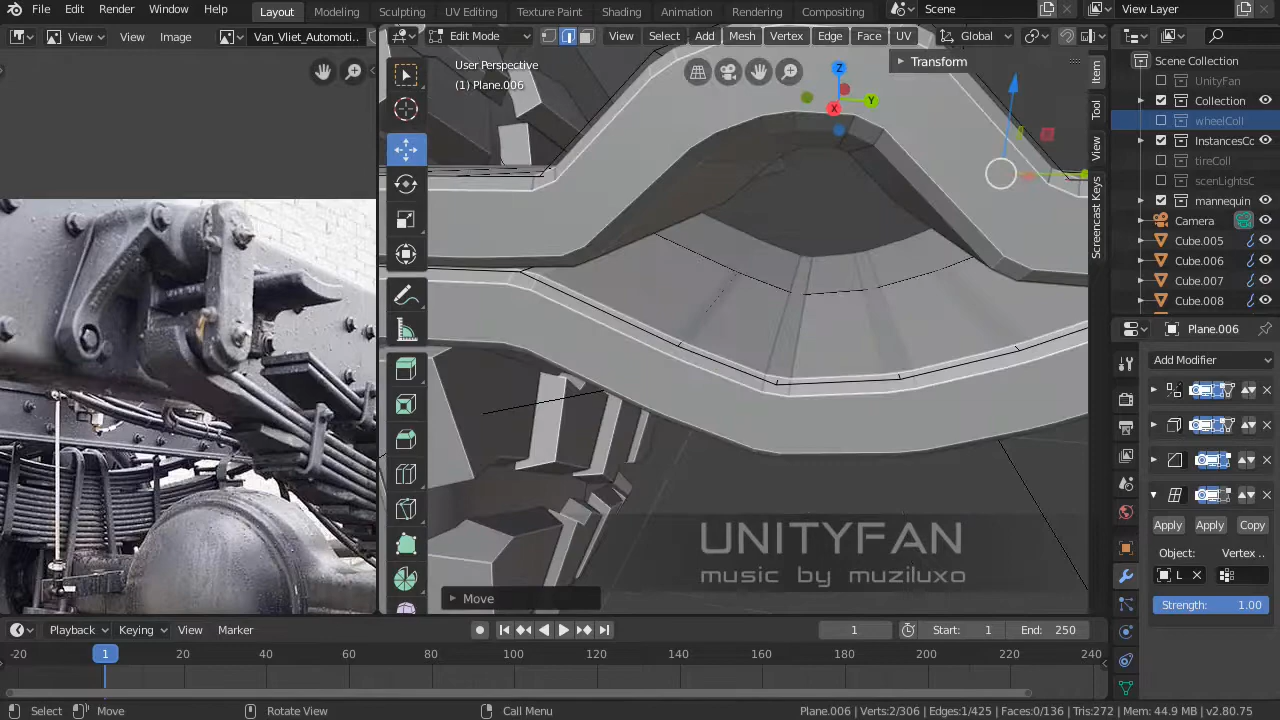 File Edit Render Window Help
Layout Modeling Sculpting UV Editing Texture Paint Shading Animation Rendering Compositing
Scene
View Layer
View View Image Van_Vliet_Automoti..
Edit Mode View Select Add Mesh Vertex Edge Face UV Global
User Perspective
(1) Plane.006
Transform
Z
Y
X
Item
Tool
View
Screencast Keys
Scene Collection
UnityFan
Collection
wheelColl
InstancesCc
tireColl
scenLightsC
mannequin
Camera
Cube.005
Cube.006
Cube.007
Cube.008
Plane.006
Add Modifier
Apply Apply Copy
Object: Vertex ..
L
Strength: 1.00
UNITYFAN
music by muziluxo
Move
Playback Keying View Marker
1 Start: 1 End: 250
-20 1 20 40 60 80 100 120 140 160 180 200 220 240
Select Move Rotate View Call Menu
Plane.006 | Verts:2/306 | Edges:1/425 | Faces:0/136 | Tris:272 | Mem: 44.9 MB | v2.80.75